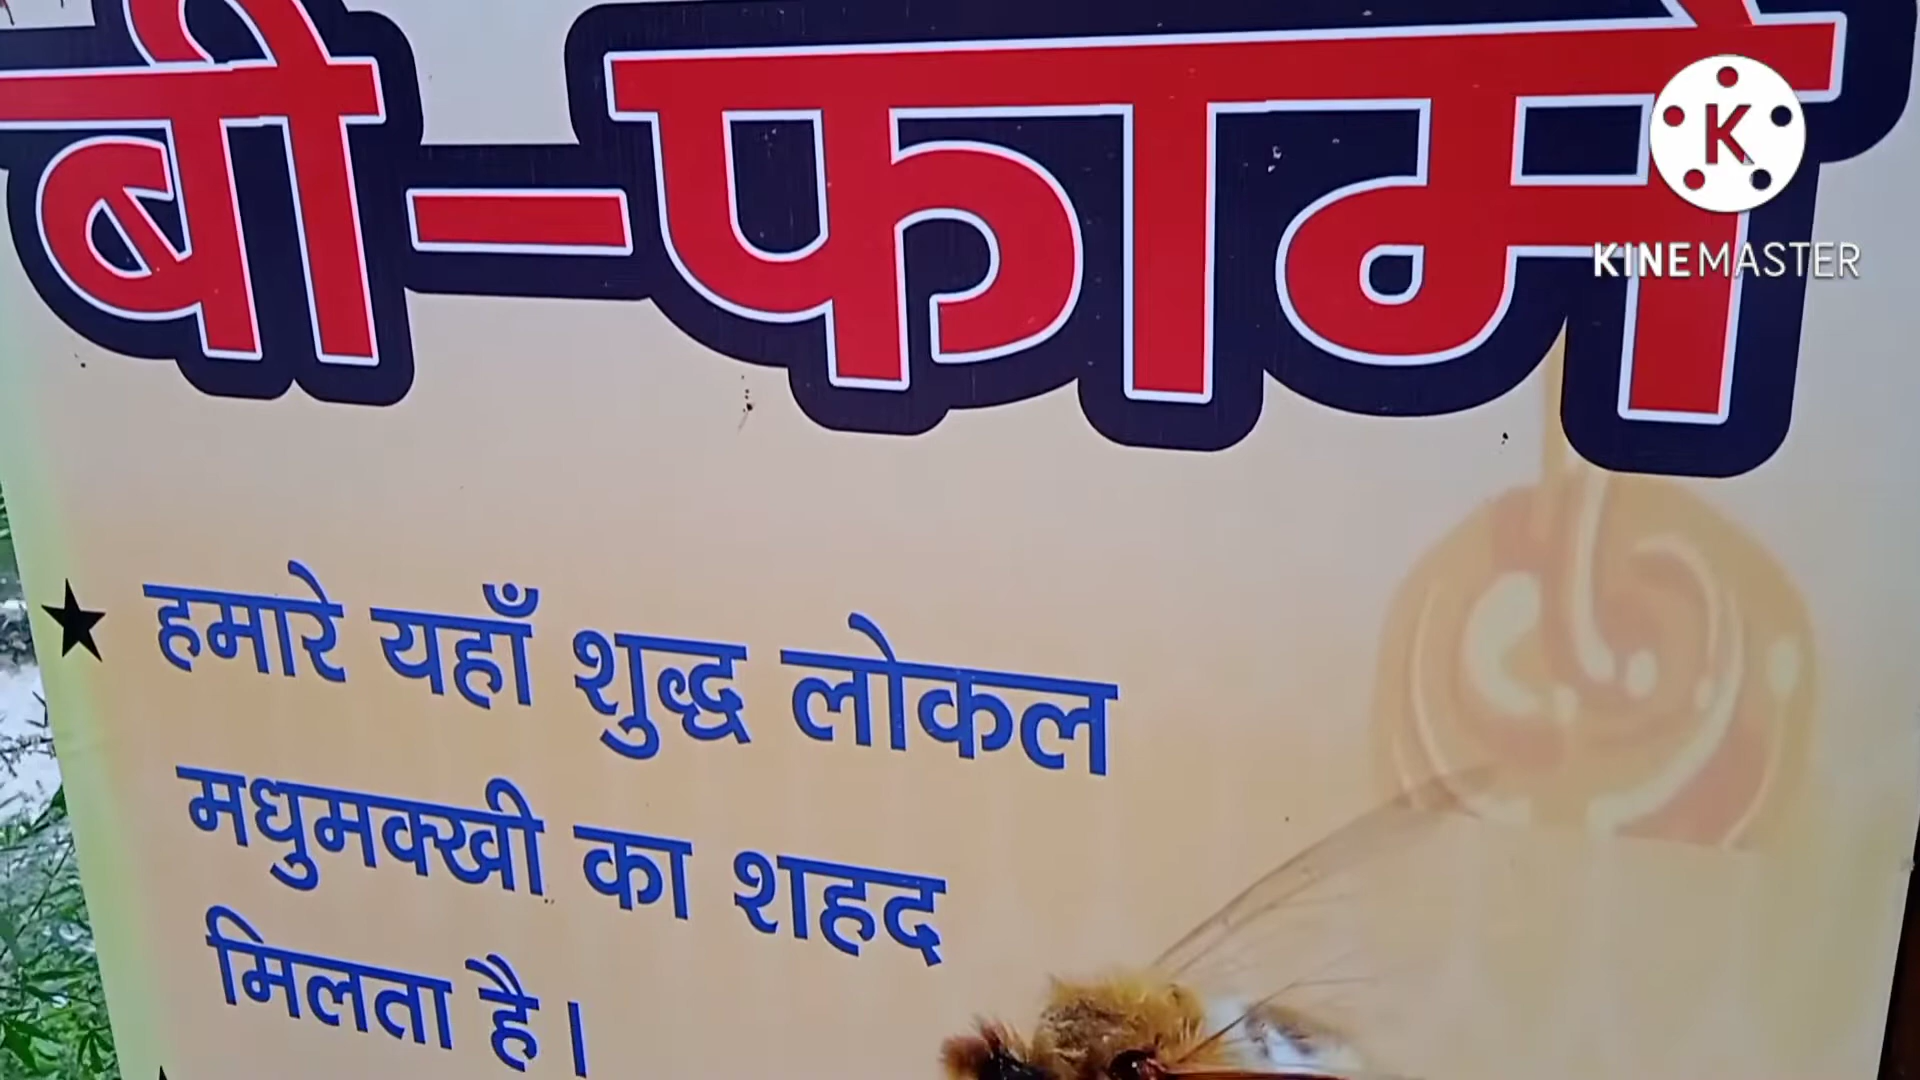 बी-फार्म
K
KINEMASTER
हमारे यहाँ शुद्ध लोकल
मधुमक्खी का शहद
मिलता है।